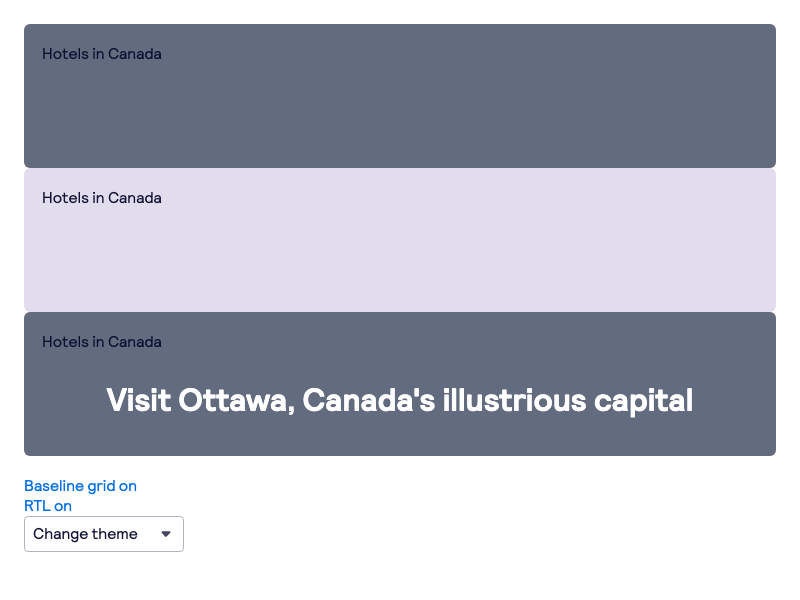 Hotels in Canada
Hotels in Canada
Hotels in Canada
Visit Ottawa, Canada's illustrious capital
Baseline grid on
RTL on
Change theme